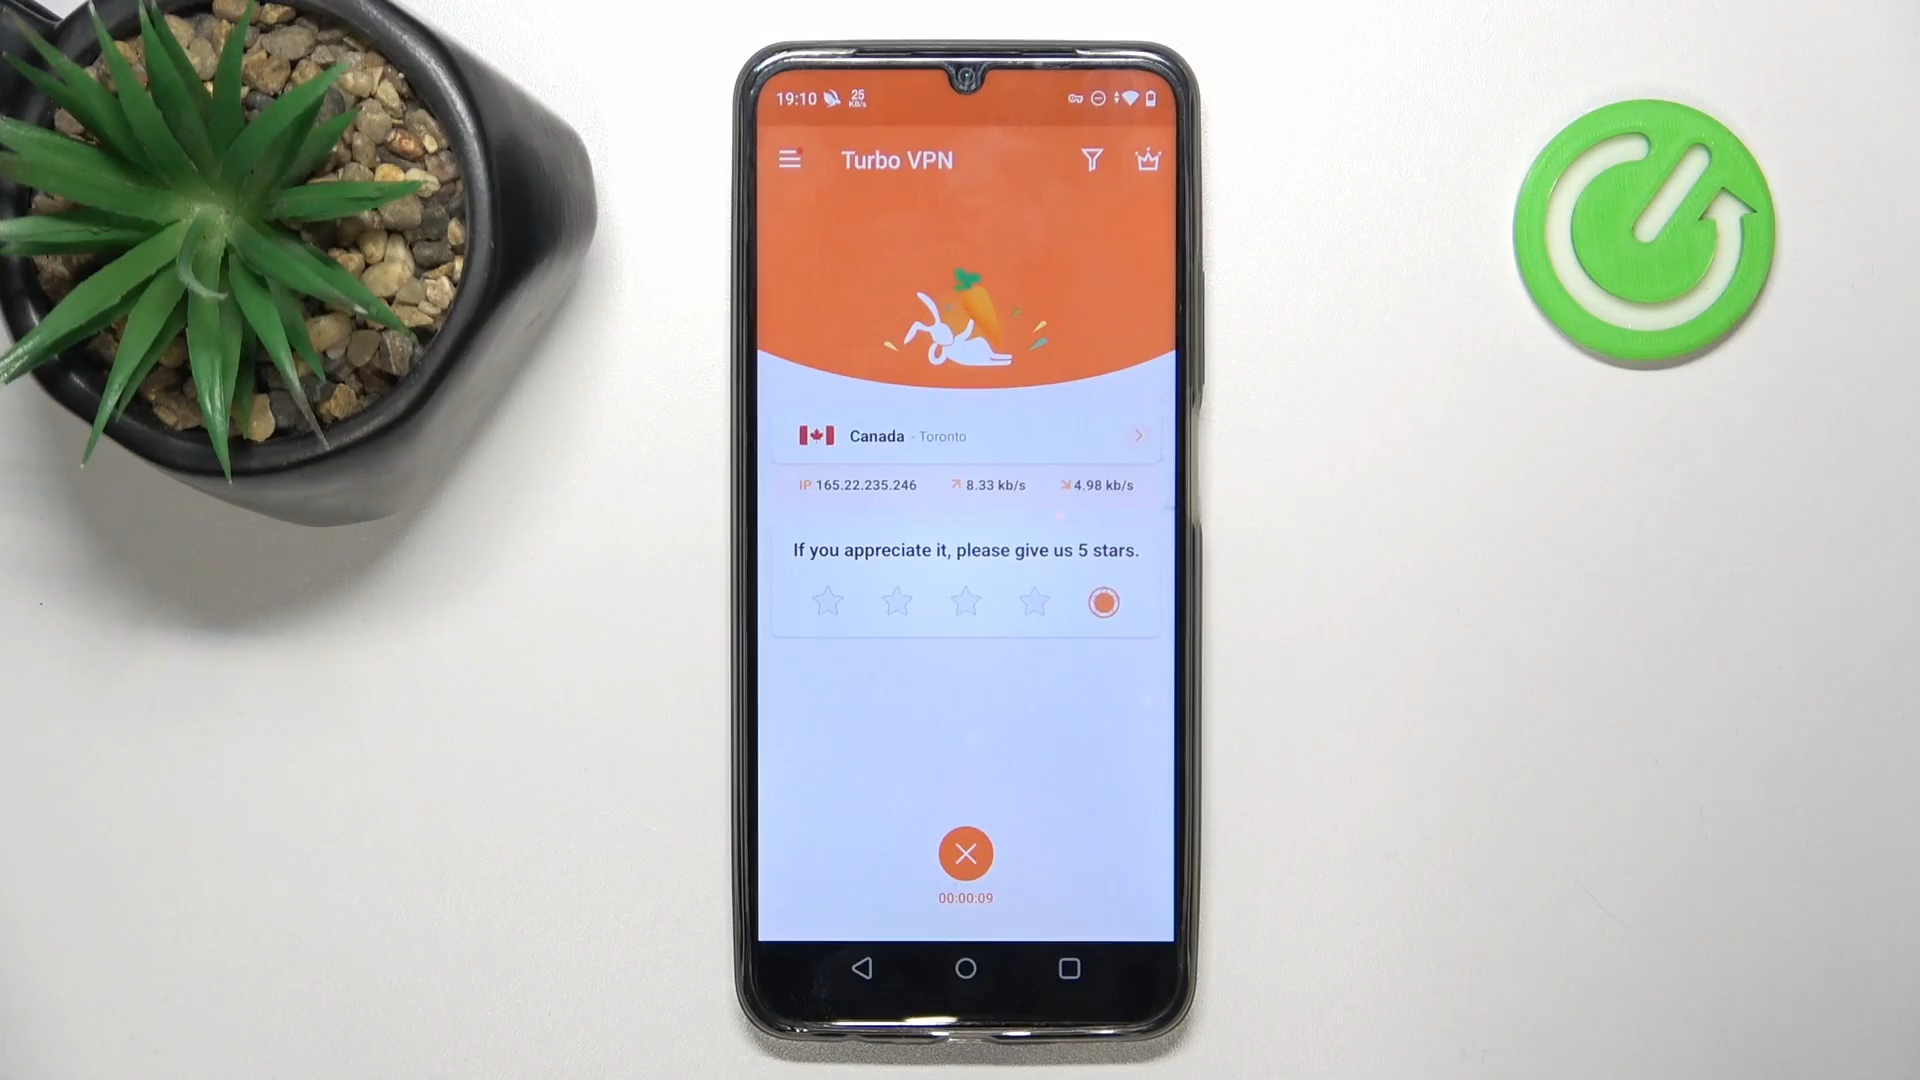 19:10 25 KB/s
Turbo VPN
Canada - Toronto
IP 165.22.235.246 8.33 kb/s 4.98 kb/s
If you appreciate it, please give us 5 stars.
00:00:09